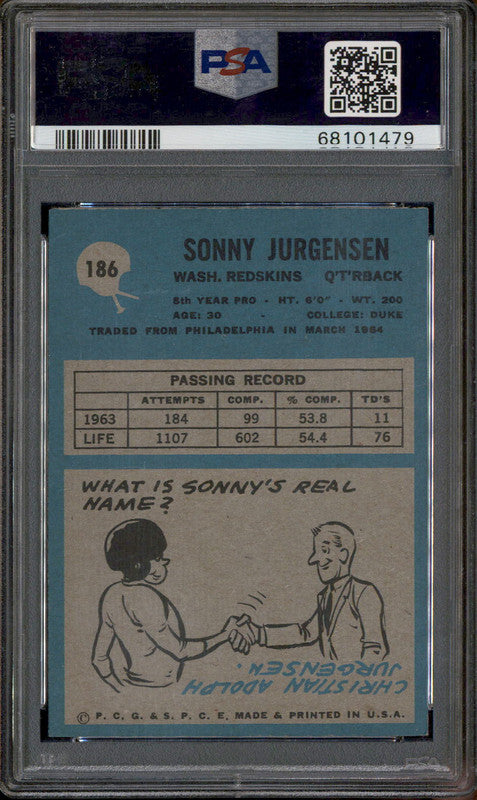 PSA
68101479
186
SONNY JURGENSEN
WASH. REDSKINS Q'T'RBACK
8th YEAR PRO - HT. 6'0" - WT. 200
AGE: 30 - COLLEGE: DUKE
TRADED FROM PHILADELPHIA IN MARCH 1964
PASSING RECORD
ATTEMPTS COMP. % COMP. TD'S
1963 184 99 53.8 11
LIFE 1107 602 54.4 76
WHAT IS SONNY'S REAL
NAME?
CHRISTIAN ADOLPH
JURGENSEN.
© P. C. G. & S. P. C. E. MADE & PRINTED IN U.S.A.